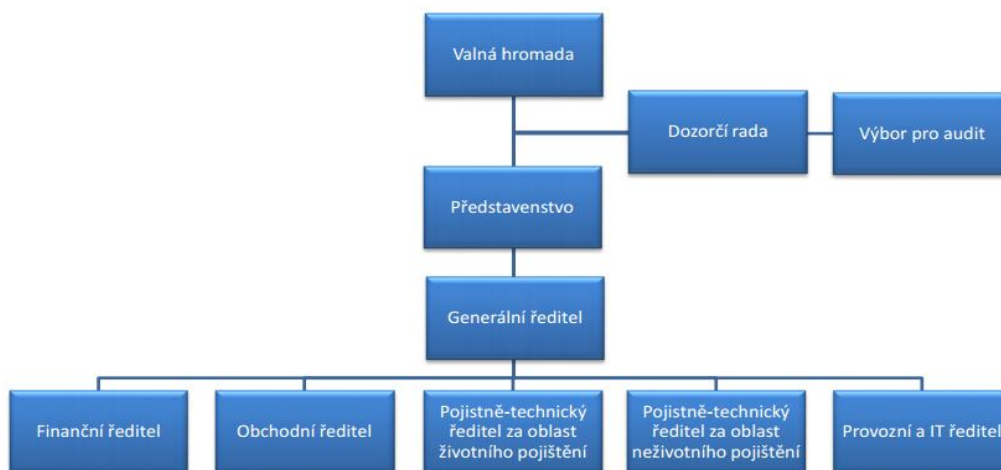 Valná hromada
Dozorčí rada
Výbor pro audit
Představenstvo
Generální ředitel
Finanční ředitel
Obchodní ředitel
Pojistně-technický
ředitel za oblast
životního pojištění
Pojistně-technický
ředitel za oblast
neživotního pojištění
Provozní a IT ředitel